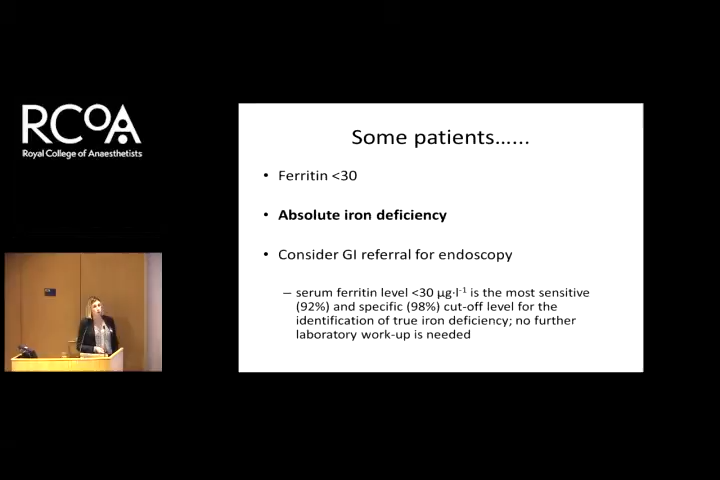 RCOA
Royal College of Anaesthetists
Some patients…...
• Ferritin <30
• Absolute iron deficiency
• Consider GI referral for endoscopy
– serum ferritin level <30 µg·l⁻¹ is the most sensitive
(92%) and specific (98%) cut-off level for the
identification of true iron deficiency; no further
laboratory work-up is needed